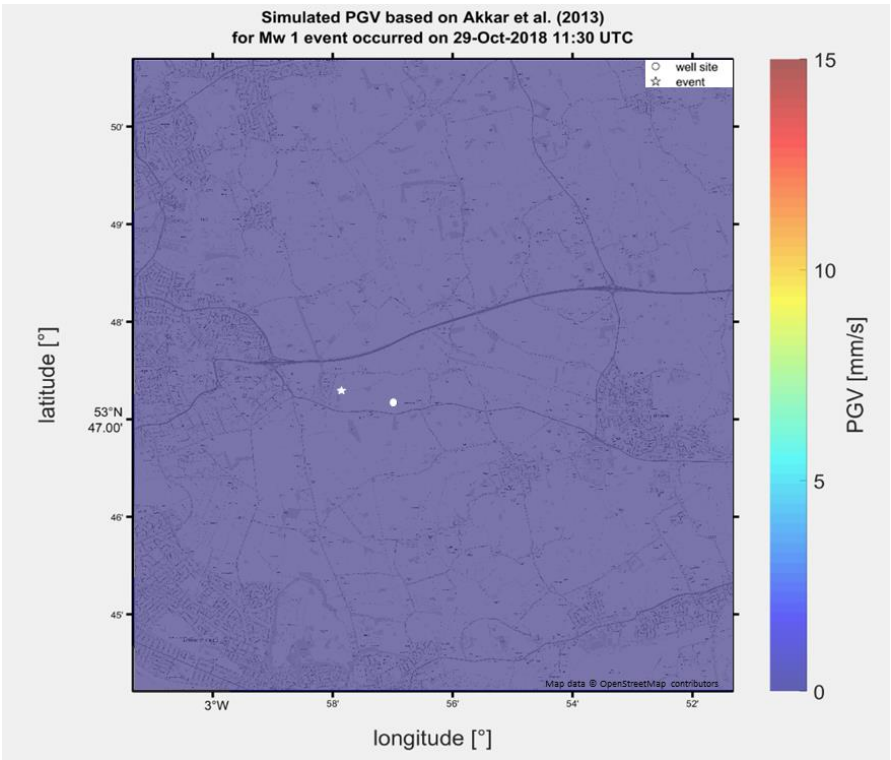 Simulated PGV based on Akkar et al. (2013)
for Mw 1 event occurred on 29-Oct-2018 11:30 UTC
well site
event
15
10
5
0
PGV [mm/s]
latitude [°]
50'
49'
48'
53°N
47.00'
46'
45'
Map data © OpenStreetMap contributors
3°W
58'
56'
54'
52'
longitude [°]